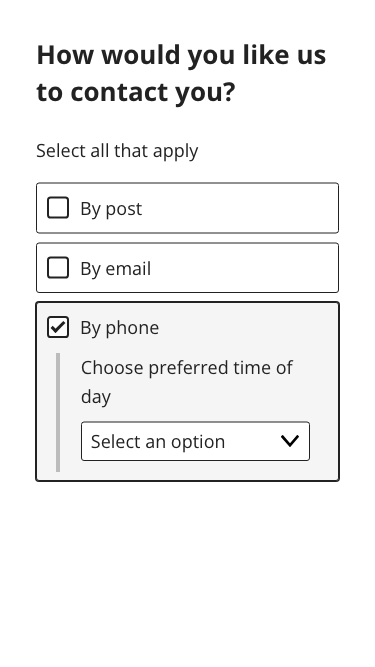 How would you like us
to contact you?
Select all that apply
By post
By email
By phone
Choose preferred time of
day
Select an option